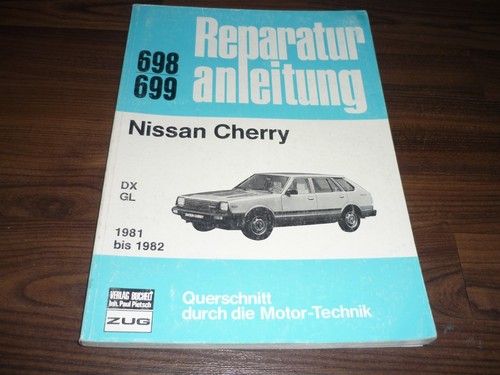 698
699
Reparatur
anleitung
Nissan Cherry
DX
GL
1981
bis 1982
VERLAG BUCHELI
Inh. Paul Pietsch
ZUG
Querschnitt
durch die Motor-Technik